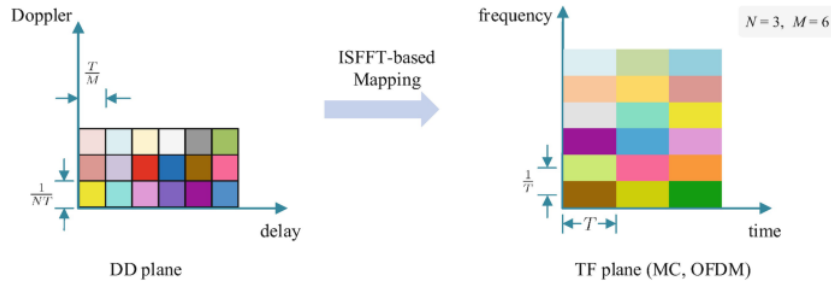 Doppler
T/M
1/NT
delay
DD plane
ISFFT-based
Mapping
frequency
N = 3, M = 6
1/T
T
time
TF plane (MC, OFDM)